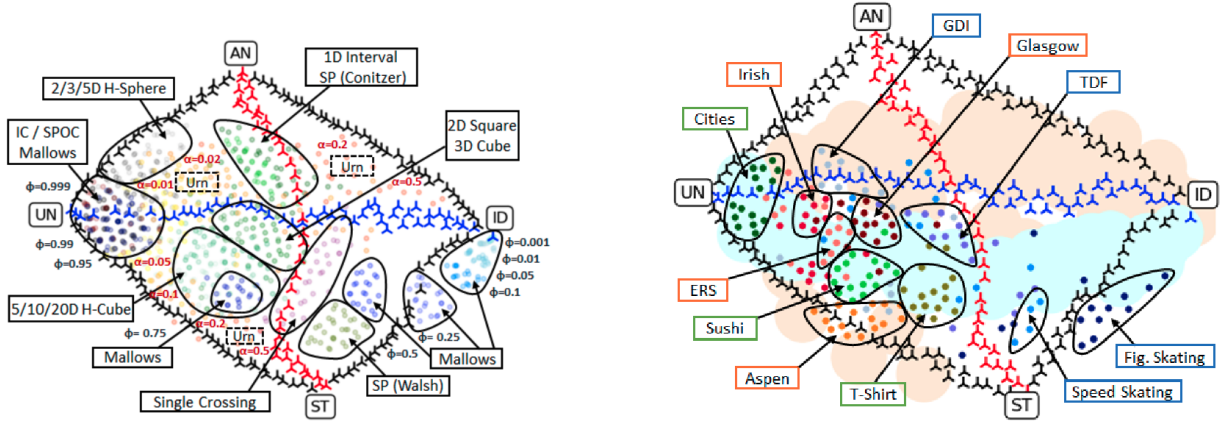 AN
1D Interval
SP (Conitzer)
2/3/5D H-Sphere
IC / SPOC
Mallows
2D Square
3D Cube
α=0.02
α=0.2
Urn
Urn
α=0.01
α=0.5
ϕ=0.999
UN
ID
ϕ=0.99
ϕ=0.001
ϕ=0.01
ϕ=0.95
α=0.05
ϕ=0.05
ϕ=0.1
α=0.1
5/10/20D H-Cube
α=0.2
ϕ= 0.75
Urn
ϕ= 0.25
α=0.5
ϕ=0.5
Mallows
Mallows
SP (Walsh)
Single Crossing
ST
AN
GDI
Glasgow
Irish
TDF
Cities
UN
ID
ERS
Sushi
Aspen
T-Shirt
Fig. Skating
Speed Skating
ST